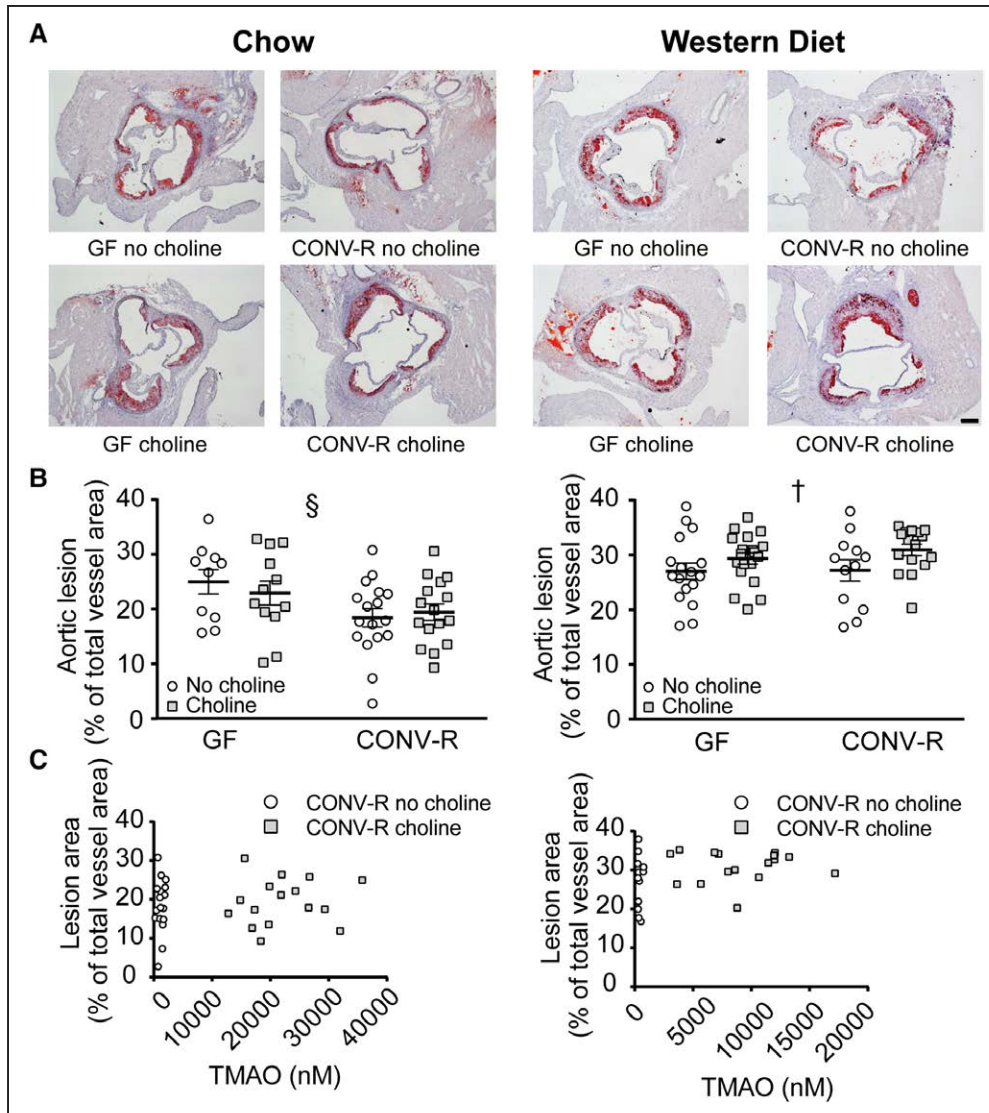 A
Chow
Western Diet
GF no choline
CONV-R no choline
GF no choline
CONV-R no choline
GF choline
CONV-R choline
GF choline
CONV-R choline
B
Aortic lesion
(% of total vessel area)
40
30
20
10
0
§
○ No choline
□ Choline
GF
CONV-R
Aortic lesion
(% of total vessel area)
40
30
20
10
0
†
○ No choline
□ Choline
GF
CONV-R
C
Lesion area
(% of total vessel area)
40
30
20
10
0
○ CONV-R no choline
□ CONV-R choline
0
10000
20000
30000
40000
TMAO (nM)
Lesion area
(% of total vessel area)
40
30
20
10
0
○ CONV-R no choline
□ CONV-R choline
0
5000
10000
15000
20000
TMAO (nM)